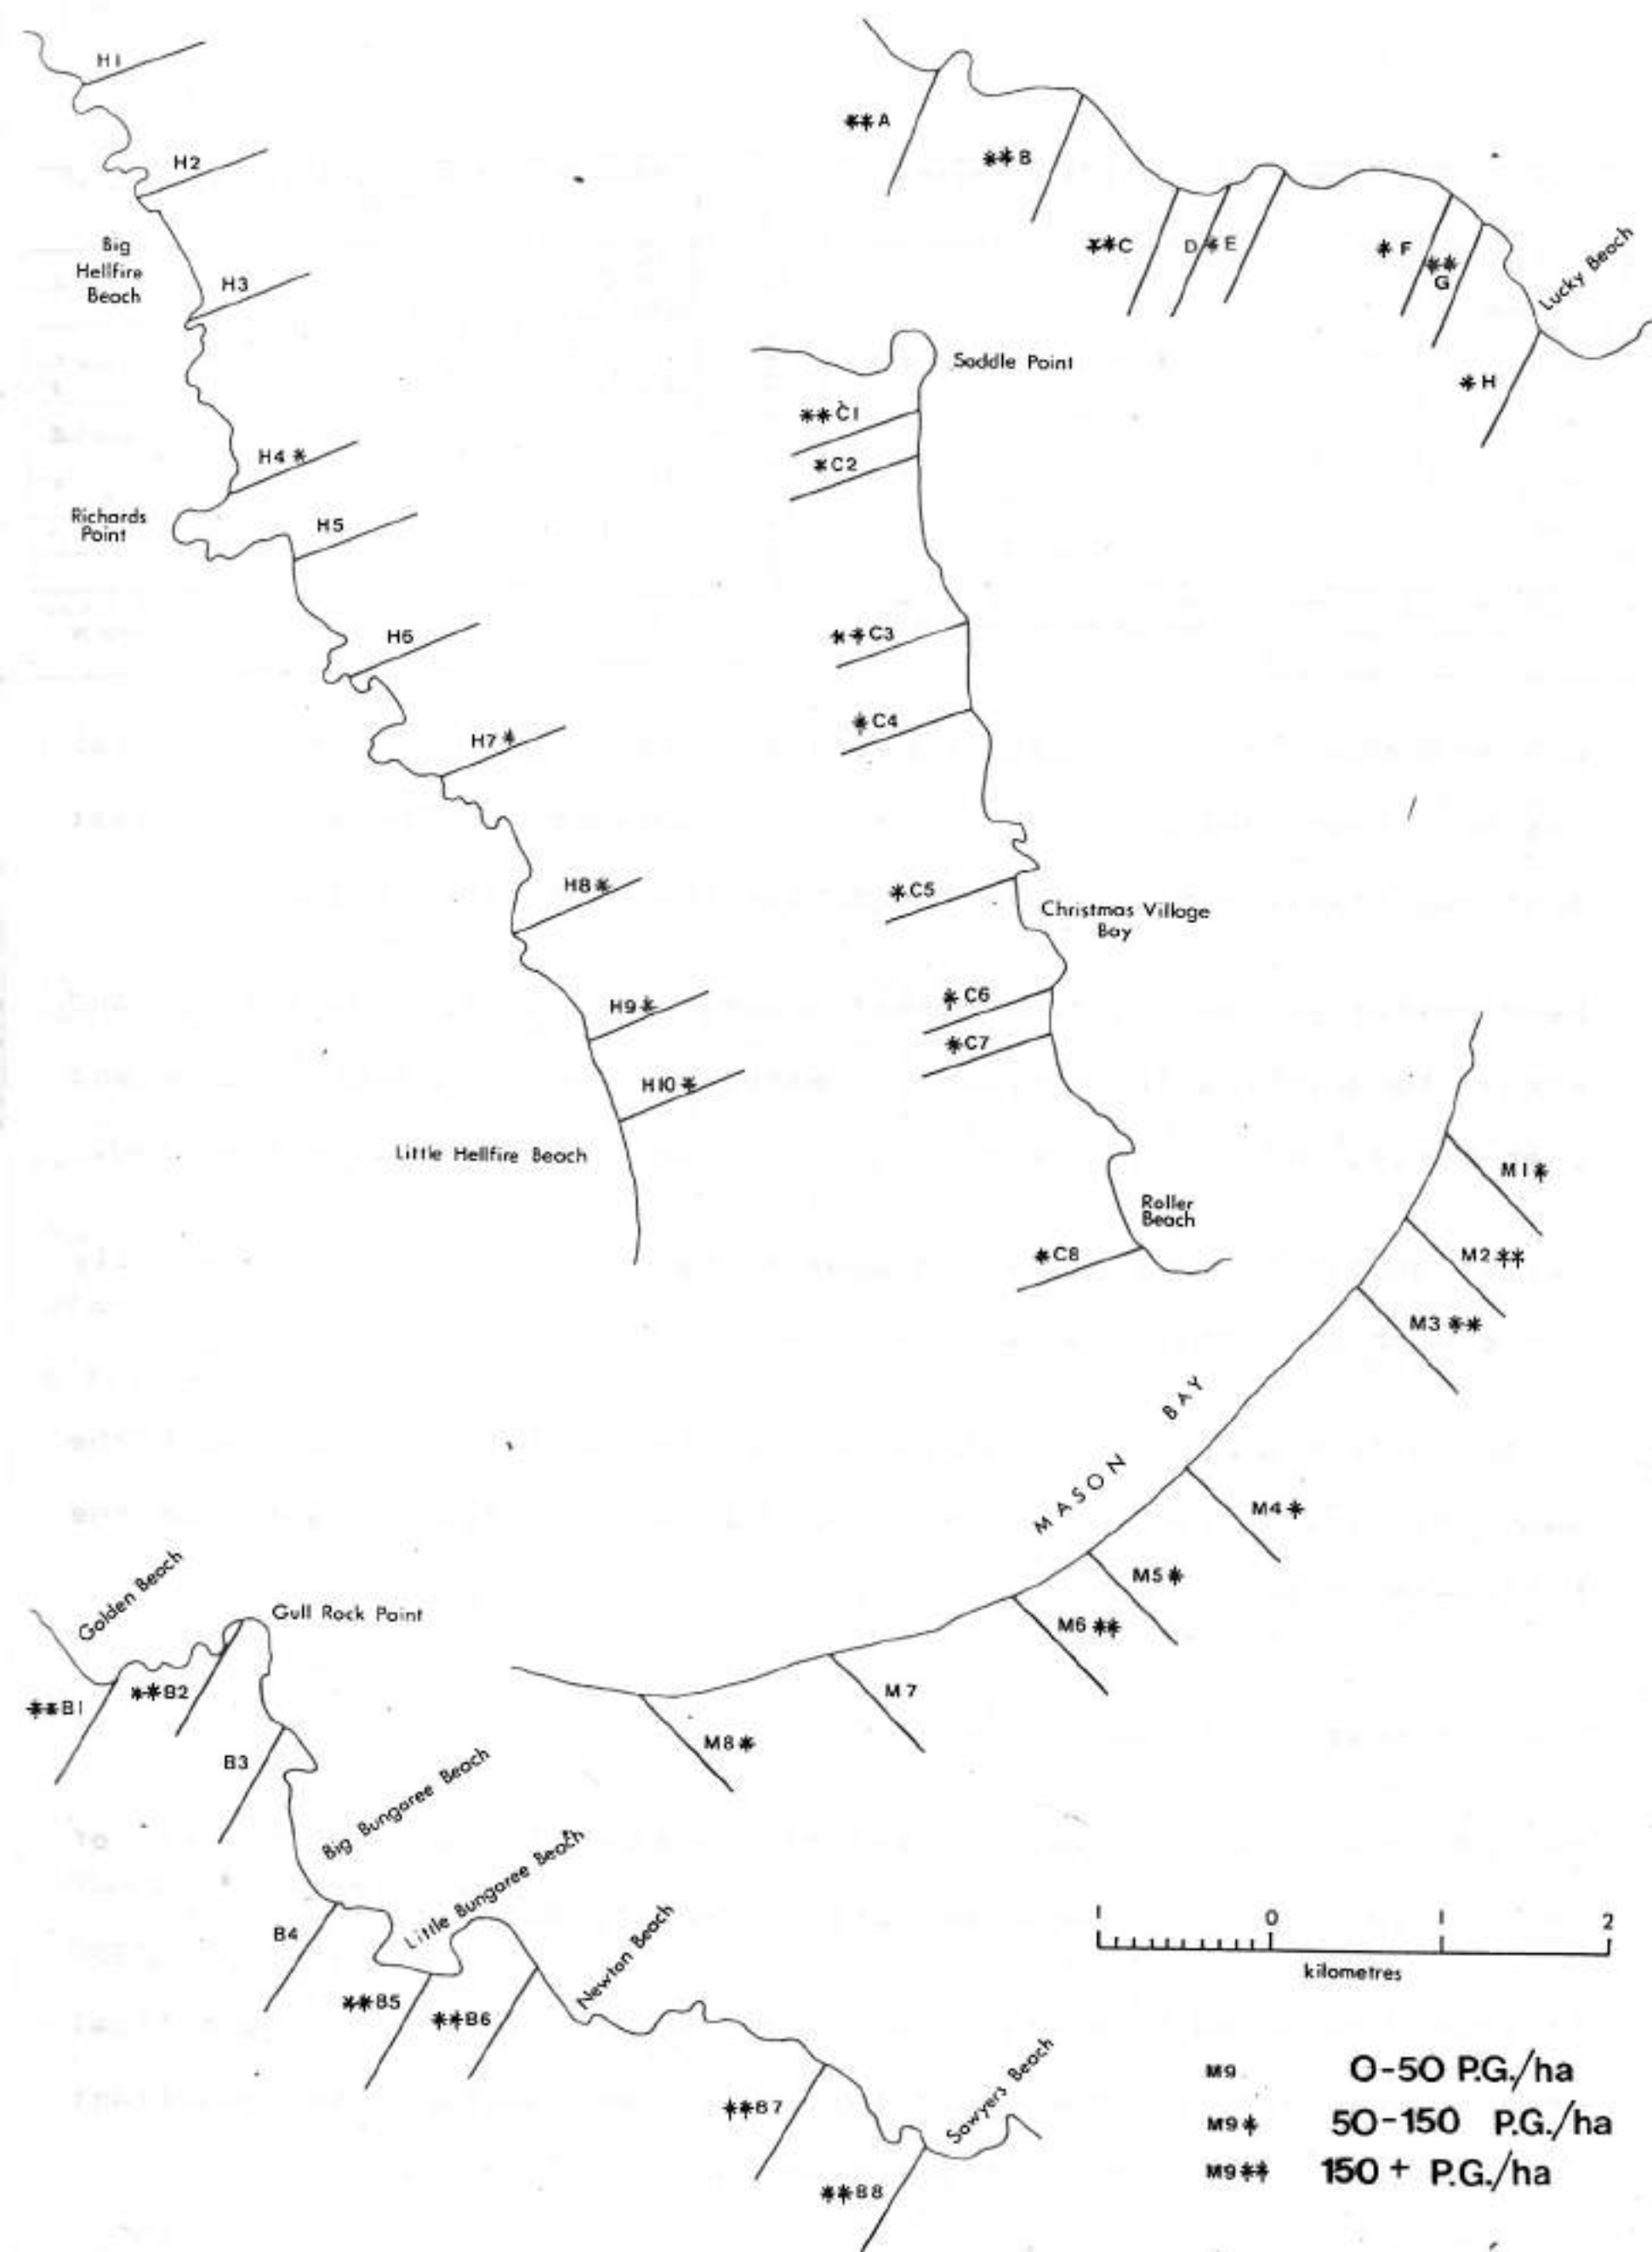 H1
H2
Big
Hellfire
Beach
H3
H4 *
Richards
Point
H5
H6
H7 *
H8 *
H9 *
H10 *
Little Hellfire Beach
** A
** B
** C
D * E
* F
**
G
Lucky Beach
* H
Saddle Point
** C1
* C2
** C3
* C4
* C5
Christmas Village
Bay
* C6
* C7
Roller
Beach
* C8
M1 *
M2 **
M3 **
MASON BAY
M4 *
M5 *
M6 **
M7
M8 *
Golden Beach
Gull Rock Point
** B1
** B2
B3
Big Bungaree Beach
B4
Little Bungaree Beach
** B5
** B6
Newton Beach
** B7
Sawyers Beach
** B8
1 0 1 2
kilometres
M9 0-50 P.G./ha
M9 * 50-150 P.G./ha
M9 ** 150+ P.G./ha